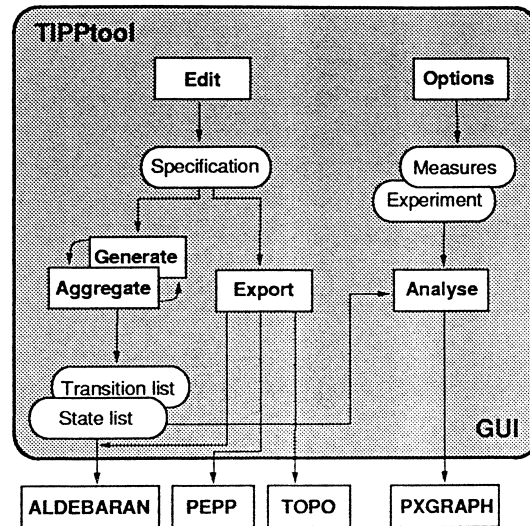 TIPPtool
Edit
Options
Specification
Measures
Experiment
Generate
Aggregate
Export
Analyse
Transition list
State list
GUI
ALDEBARAN
PEPP
TOPO
PXGRAPH